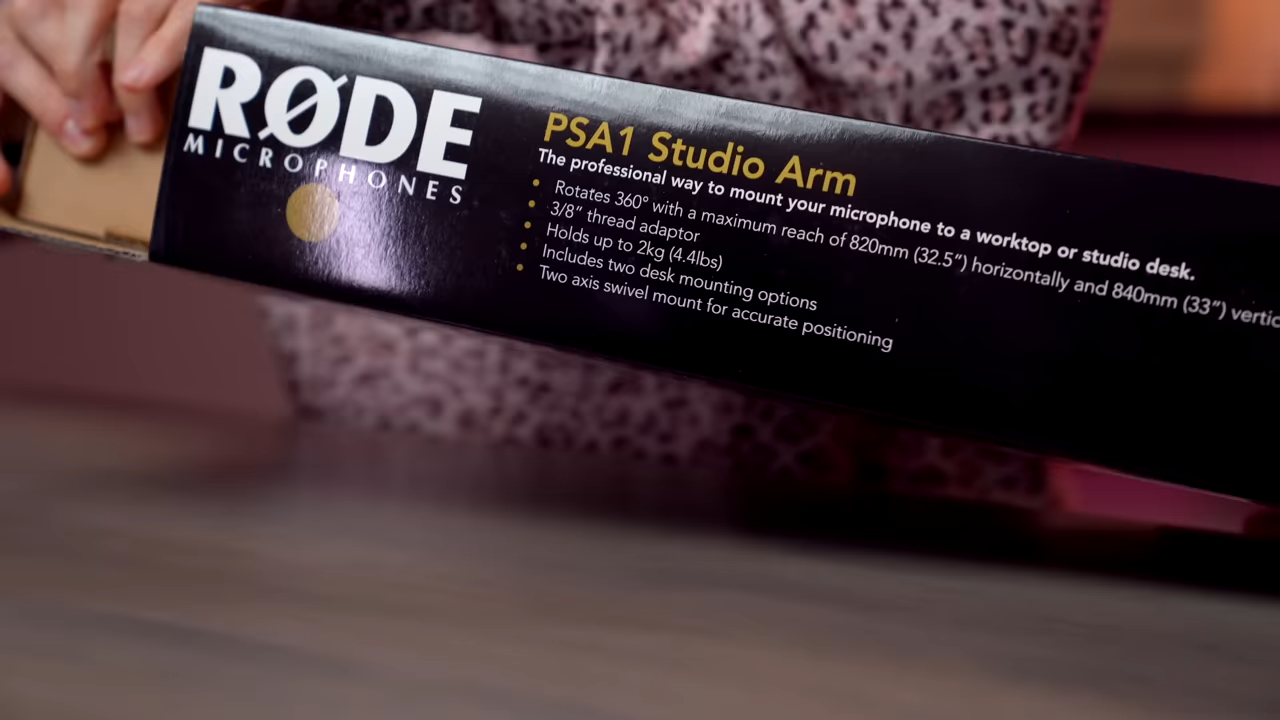 RØDE
MICROPHONES
PSA1 Studio Arm
The professional way to mount your microphone to a worktop or studio desk.
• Rotates 360° with a maximum reach of 820mm (32.5") horizontally and 840mm (33")
• 3/8" thread adaptor
• Holds up to 2kg (4.4lbs)
• Includes two desk mounting options
• Two axis swivel mount for accurate positioning